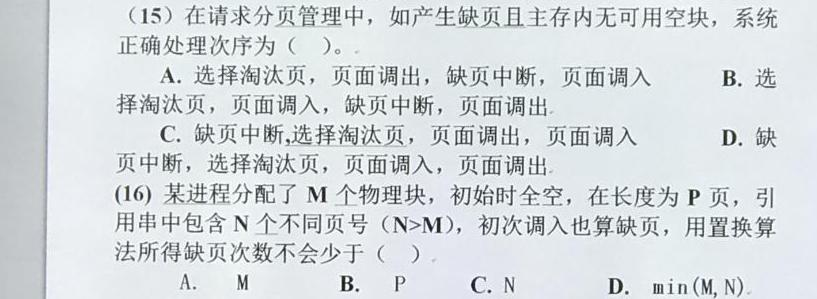 （15）在请求分页管理中，如产生缺页且主存内无可用空块，系统
正确处理次序为（ ）。
A. 选择淘汰页，页面调出，缺页中断，页面调入 B. 选
择淘汰页，页面调入，缺页中断，页面调出.
C. 缺页中断,选择淘汰页，页面调出，页面调入 D. 缺
页中断，选择淘汰页，页面调入，页面调出.
(16) 某进程分配了 M 个物理块，初始时全空，在长度为 P 页，引
用串中包含 N 个不同页号（N>M），初次调入也算缺页，用置换算
法所得缺页次数不会少于（ ）
A. M B. P C. N D. min(M,N).